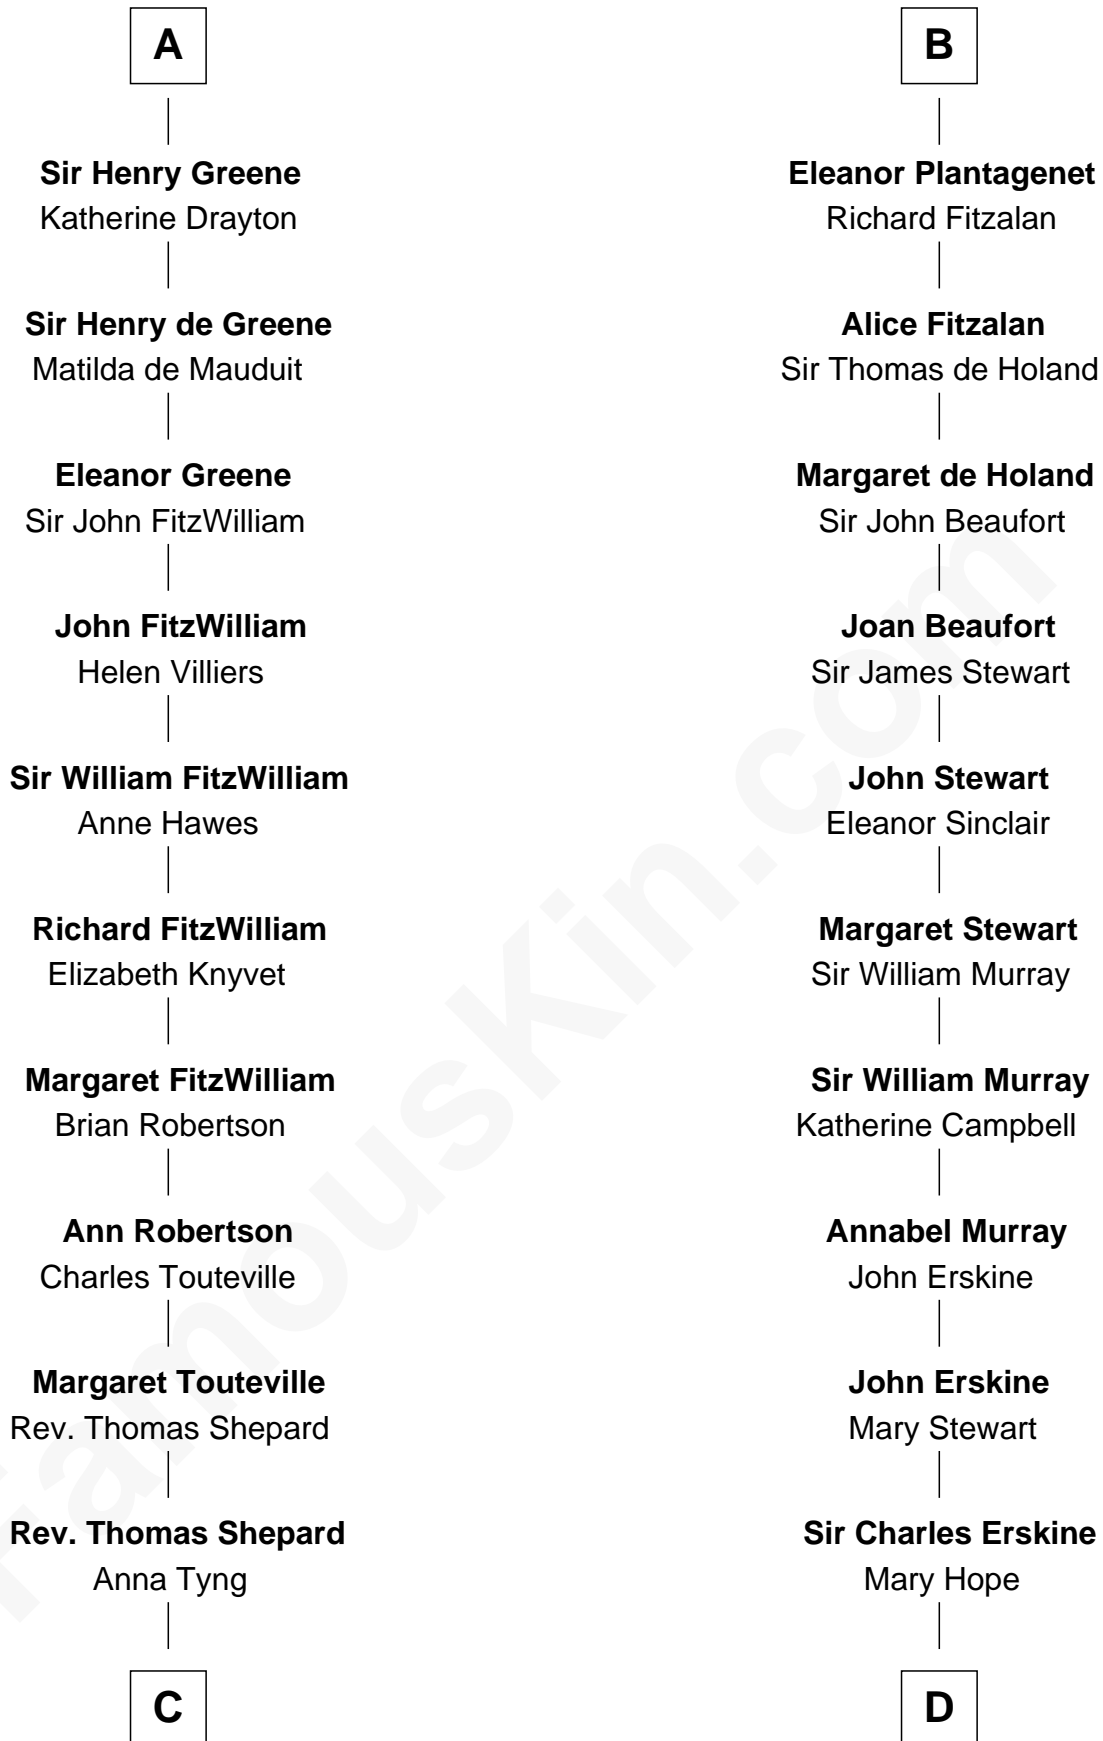 A
Sir Henry Greene
Katherine Drayton
Sir Henry de Greene
Matilda de Mauduit
Eleanor Greene
Sir John FitzWilliam
John FitzWilliam
Helen Villiers
Sir William FitzWilliam
Anne Hawes
Richard FitzWilliam
Elizabeth Knyvet
Margaret FitzWilliam
Brian Robertson
Ann Robertson
Charles Touteville
Margaret Touteville
Rev. Thomas Shepard
Rev. Thomas Shepard
Anna Tyng
C
B
Eleanor Plantagenet
Richard Fitzalan
Alice Fitzalan
Sir Thomas de Holand
Margaret de Holand
Sir John Beaufort
Joan Beaufort
Sir James Stewart
John Stewart
Eleanor Sinclair
Margaret Stewart
Sir William Murray
Sir William Murray
Katherine Campbell
Annabel Murray
John Erskine
John Erskine
Mary Stewart
Sir Charles Erskine
Mary Hope
D
FamousKin.com